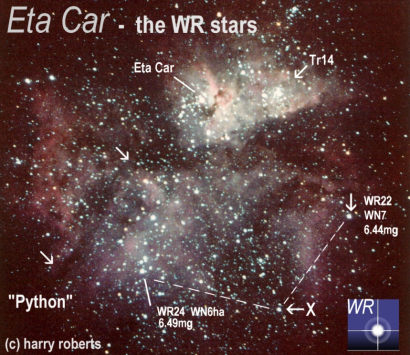 Eta Car - the WR stars
Eta Car
Tr14
WR22
WN7
6.44mg
X
"Python"
WR24 WN6ha
6.49mg
WR
(c) harry roberts